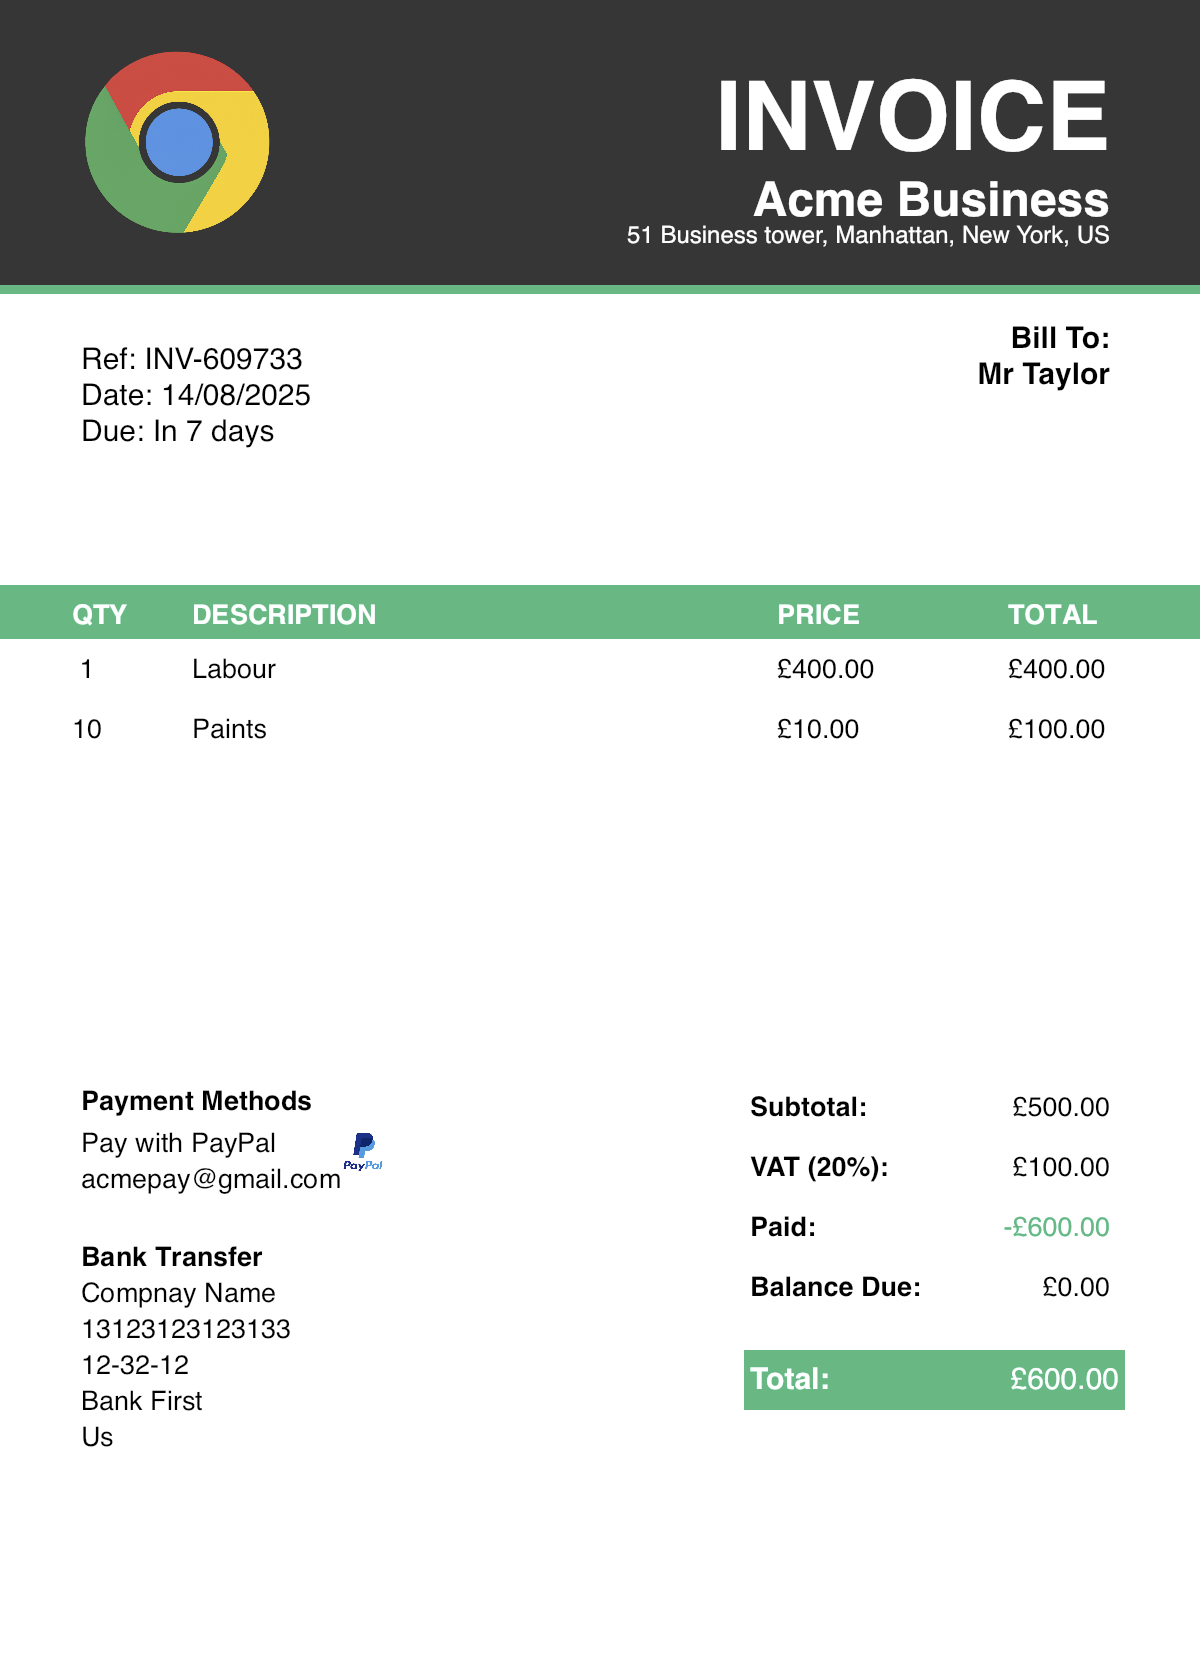 INVOICE
Acme Business
51 Business tower, Manhattan, New York, US
Bill To:
Mr Taylor
Ref: INV-609733
Date: 14/08/2025
Due: In 7 days
QTY DESCRIPTION PRICE TOTAL
1 Labour £400.00 £400.00
10 Paints £10.00 £100.00
Payment Methods
Pay with PayPal
PayPal
acmepay@gmail.com
Bank Transfer
Compnay Name
13123123123133
12-32-12
Bank First
Us
Subtotal: £500.00
VAT (20%): £100.00
Paid: -£600.00
Balance Due: £0.00
Total: £600.00